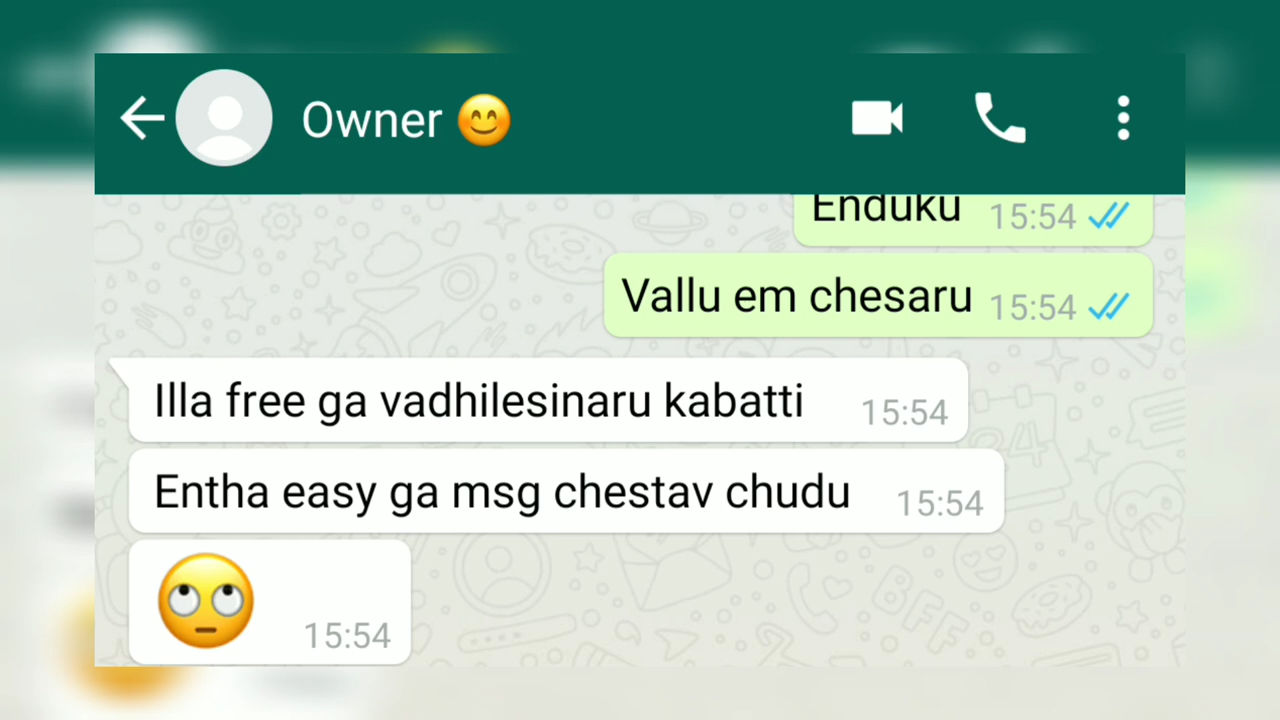 Owner 😊
Enduku 15:54
Vallu em chesaru 15:54
Illa free ga vadhilesinaru kabatti 15:54
Entha easy ga msg chestav chudu 15:54
🙄 15:54